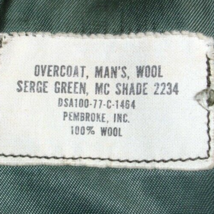 OVERCOAT, MAN'S, WOOL
SERGE GREEN, MC SHADE 2234
DSA100-77-C-1464
PEMBROKE, INC.
100% WOOL